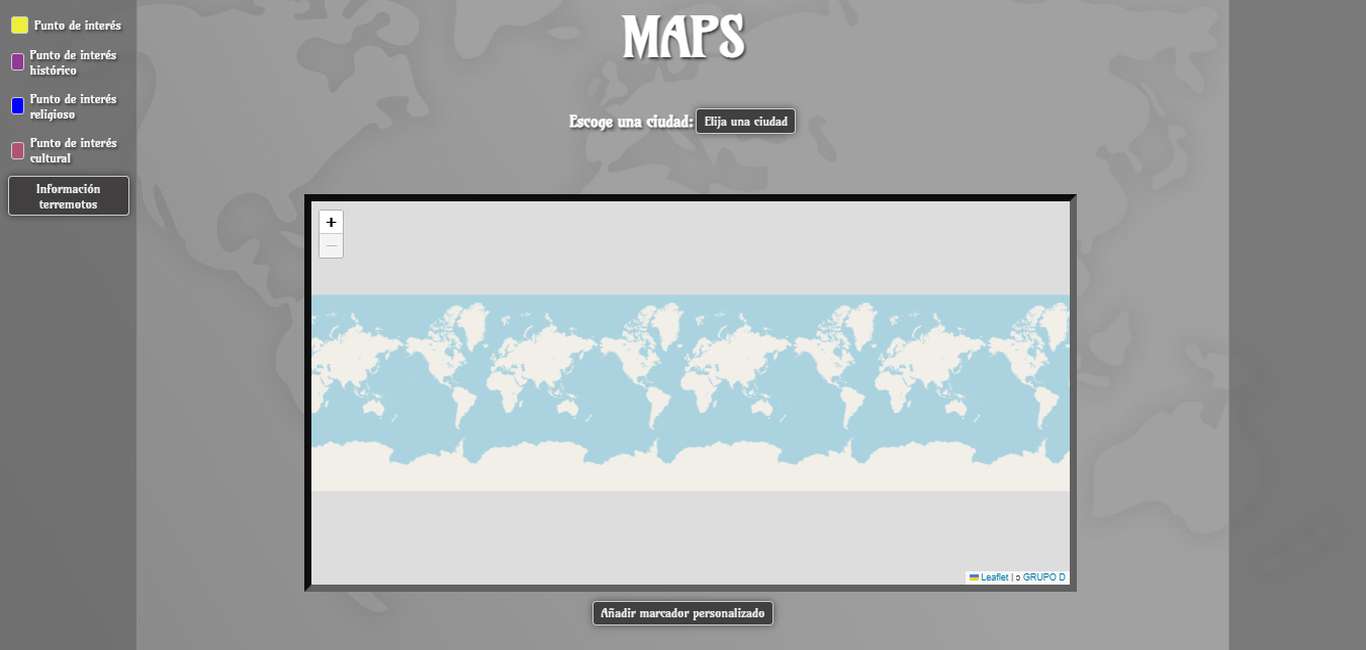 Punto de interés
Punto de interés
histórico
Punto de interés
religioso
Punto de interés
cultural
Información
terremotos
MAPS
Escoge una ciudad: Elija una ciudad
+
−
Leaflet | © GRUPO D
Añadir marcador personalizado